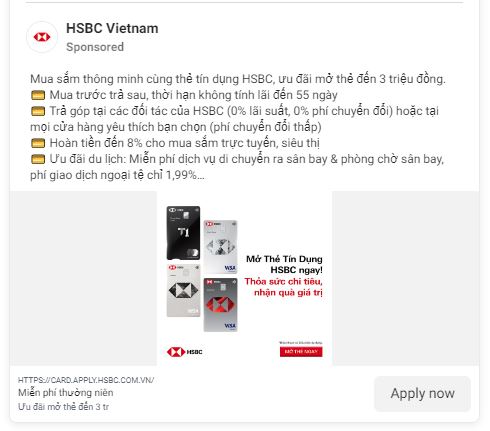 HSBC Vietnam
Sponsored
Mua sắm thông minh cùng thẻ tín dụng HSBC, ưu đãi mở thẻ đến 3 triệu đồng.
💳 Mua trước trả sau, thời hạn không tính lãi đến 55 ngày
💳 Trả góp tại các đối tác của HSBC (0% lãi suất, 0% phí chuyển đổi) hoặc tại
mọi cửa hàng yêu thích bạn chọn (phí chuyển đổi thấp)
💳 Hoàn tiền đến 8% cho mua sắm trực tuyến, siêu thị
💳 Ưu đãi du lịch: Miễn phí dịch vụ di chuyển ra sân bay & phòng chờ sân bay,
phí giao dịch ngoại tệ chỉ 1,99%…
HSBC
T1
VISA
VISA
Mở Thẻ Tín Dụng
HSBC ngay!
Thỏa sức chi tiêu,
nhận quà giá trị
HSBC
MỞ THẺ NGAY
HTTPS://CARD.APPLY.HSBC.COM.VN/
Miễn phí thường niên
Ưu đãi mở thẻ đến 3 tr
Apply now